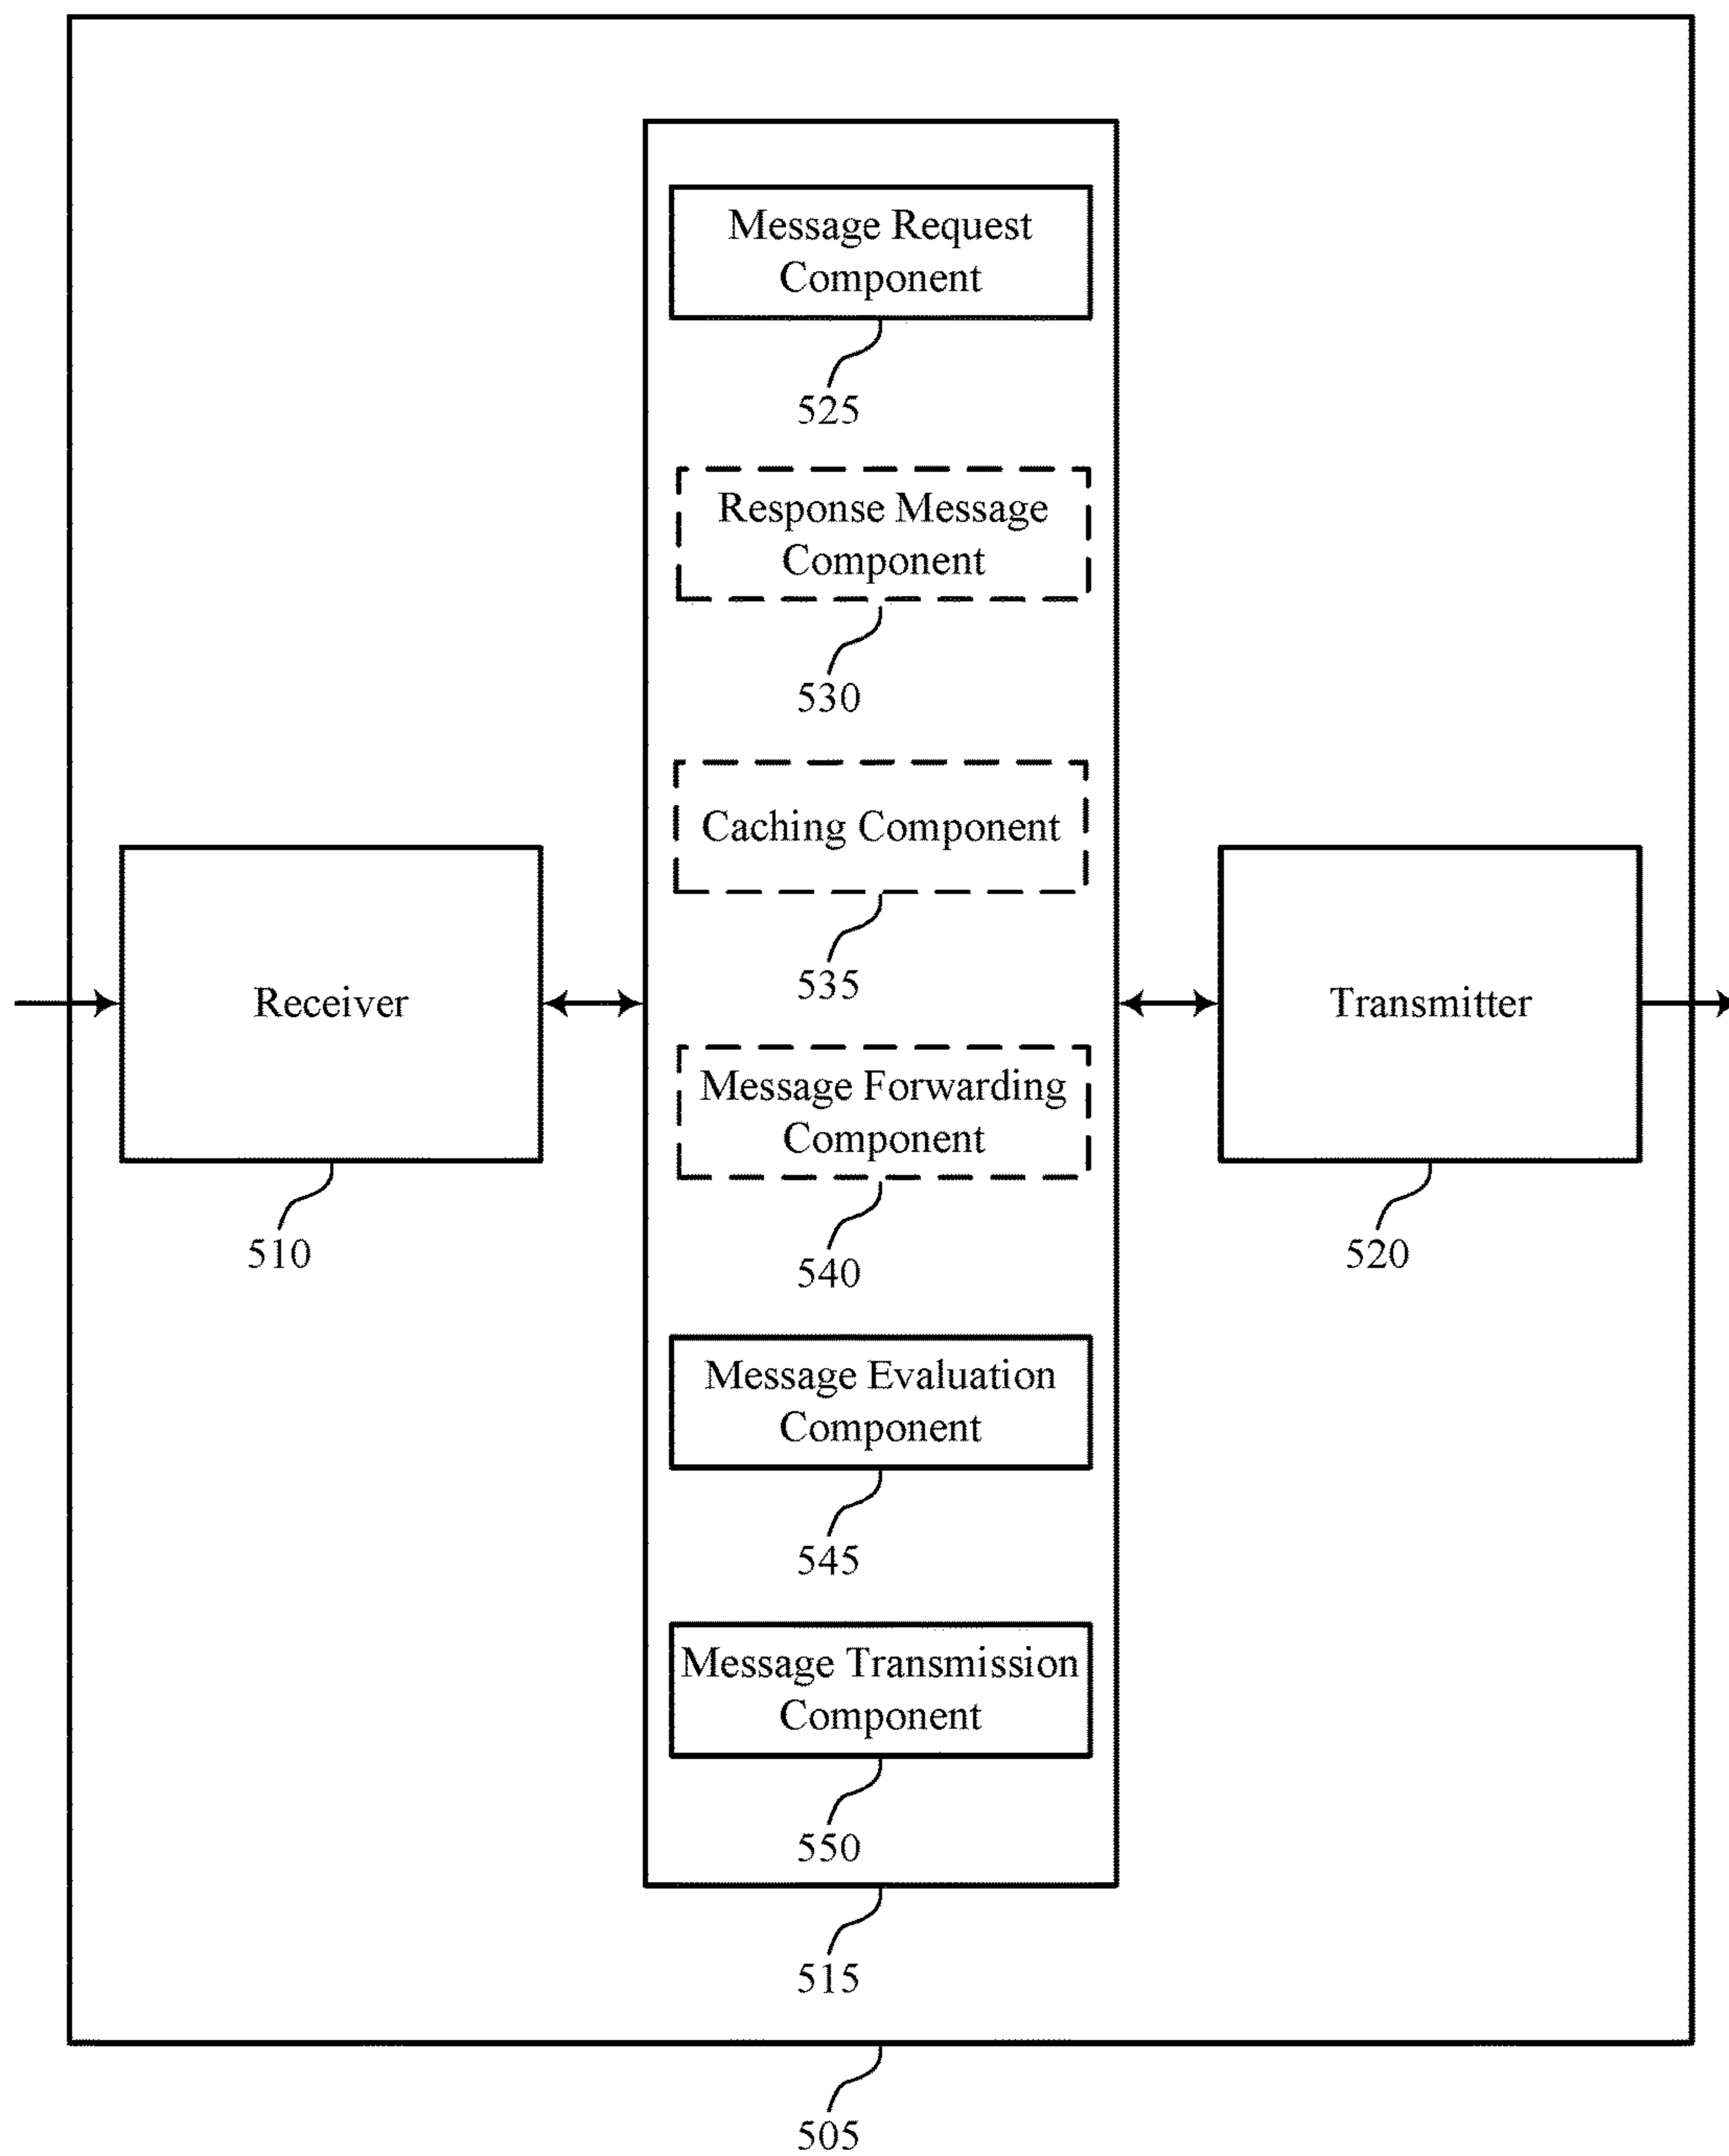 Message Request
Component
525
Response Message
Component
530
Caching Component
535
Receiver
510
Transmitter
520
Message Forwarding
Component
540
Message Evaluation
Component
545
Message Transmission
Component
550
515
505